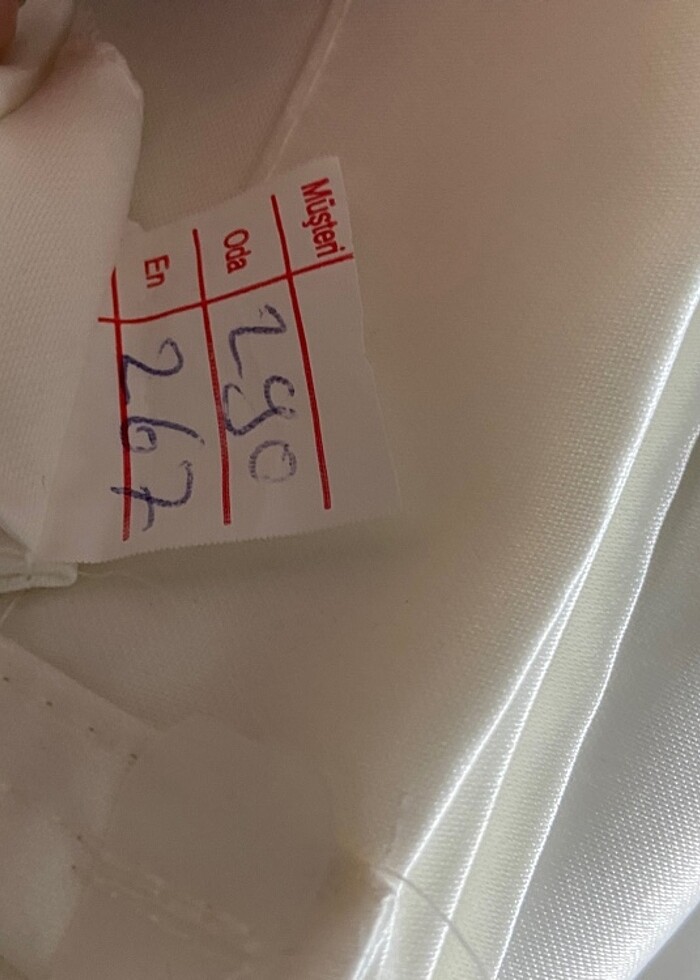 Müşteri
Oda 290
En 267